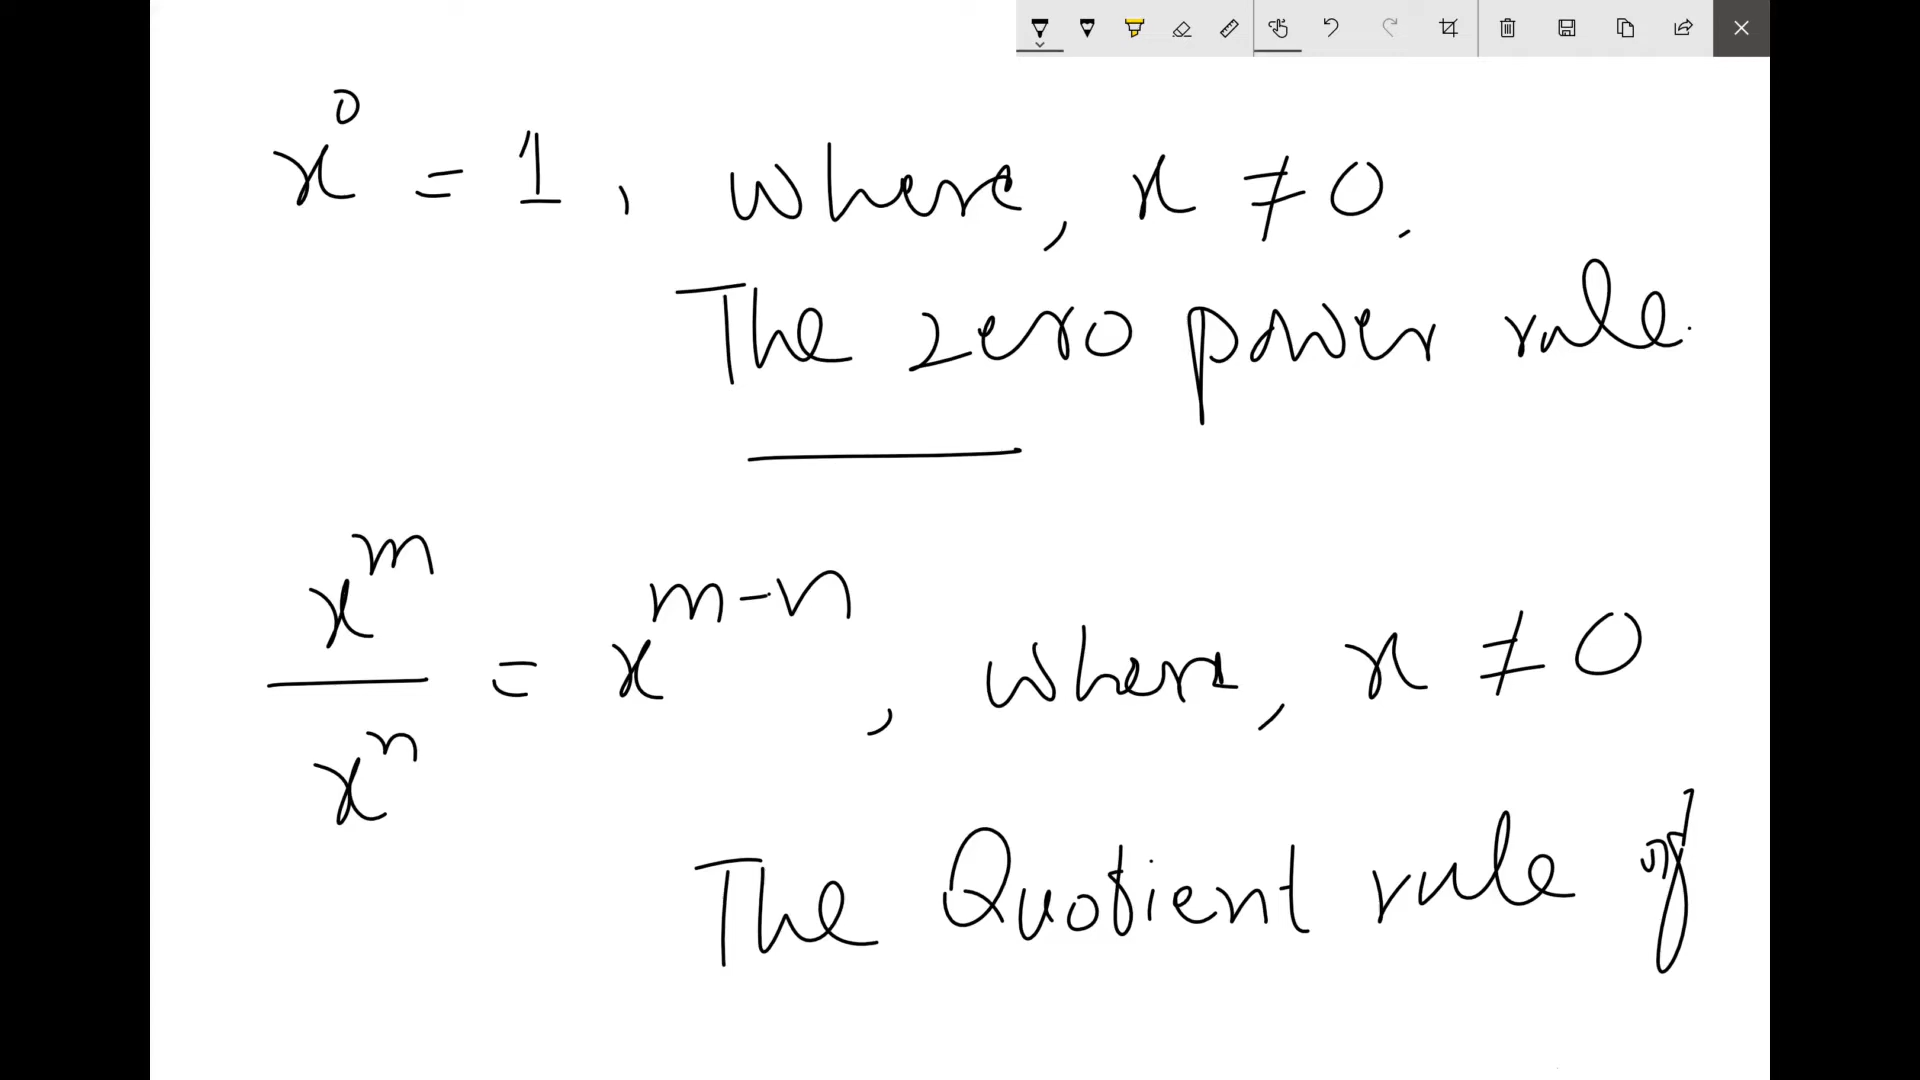 x⁰ = 1, where, x ≠ 0.
The zero power rule.
xᵐ/xⁿ = xᵐ⁻ⁿ, where, x ≠ 0
The Quotient rule of